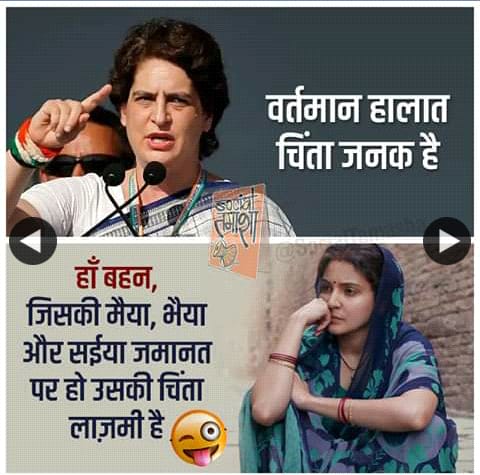 वर्तमान हालात
चिंता जनक है
हाँ बहन,
जिसकी मैया, भैया
और सईया जमानत
पर हो उसकी चिंता
लाज़मी है